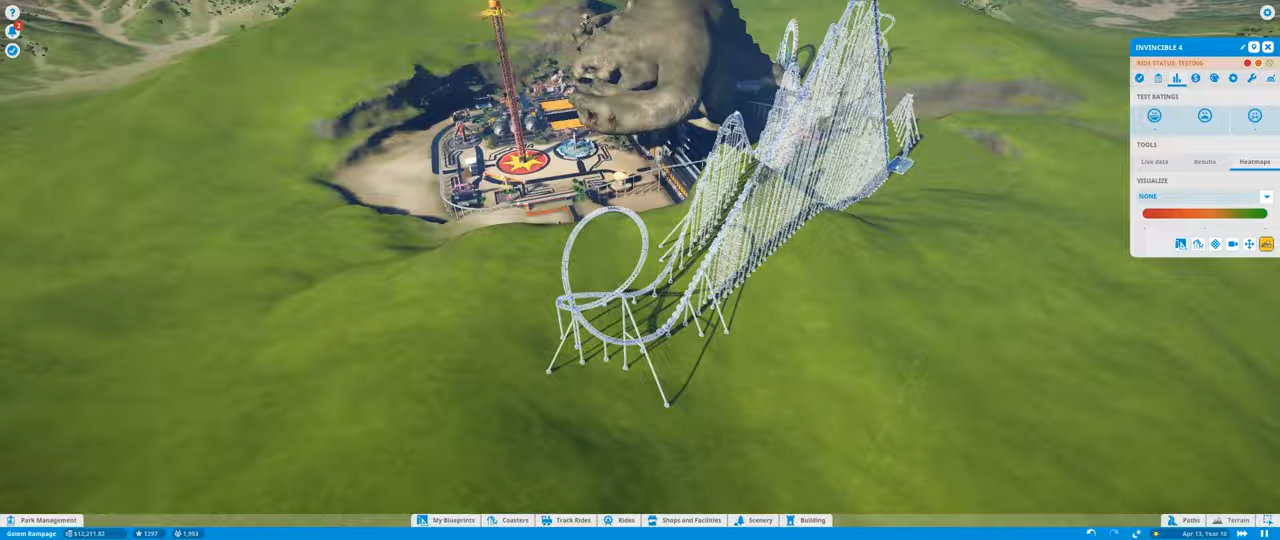 ?
2
INVINCIBLE 4
RIDE STATUS: TESTING
TEST RATINGS
TOOLS
Live data Results Heatmaps
VISUALIZE
NONE
Park Management
My Blueprints Coasters Track Rides Rides Shops and Facilities Scenery Building
Paths Terrain
Golem Rampage $12,211.82 1297 1,993
Apr 13, Year 10